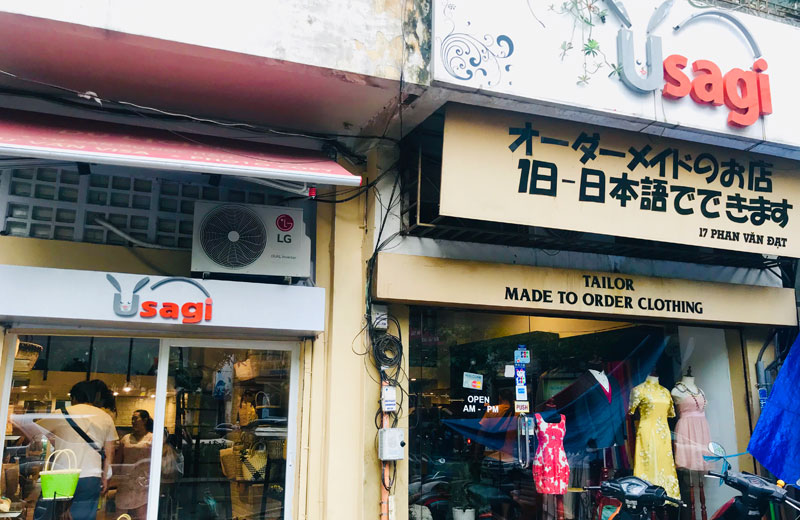 usagi
オーダーメイドのお店
1日-日本語でできます
17 PHAN VĂN ĐẠT
TAILOR
MADE TO ORDER CLOTHING
LG
usagi
OPEN
AM - PM
PUSH